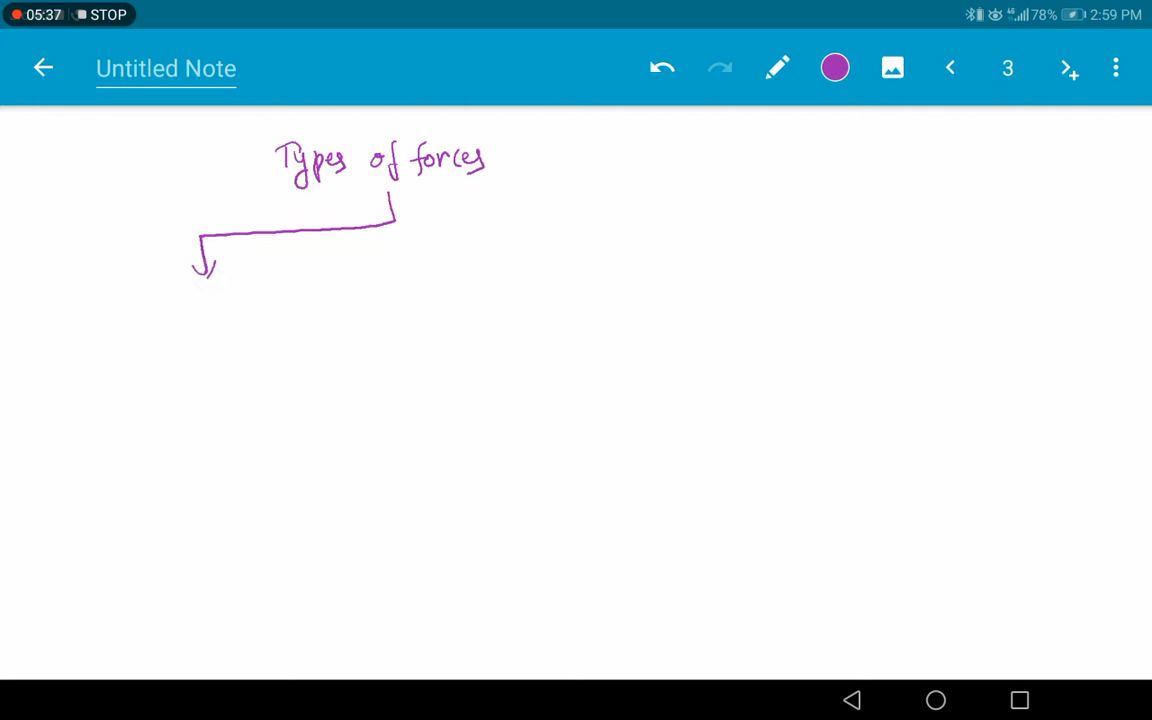 05:37 STOP
78% 2:59 PM
Untitled Note
3
Types of forces